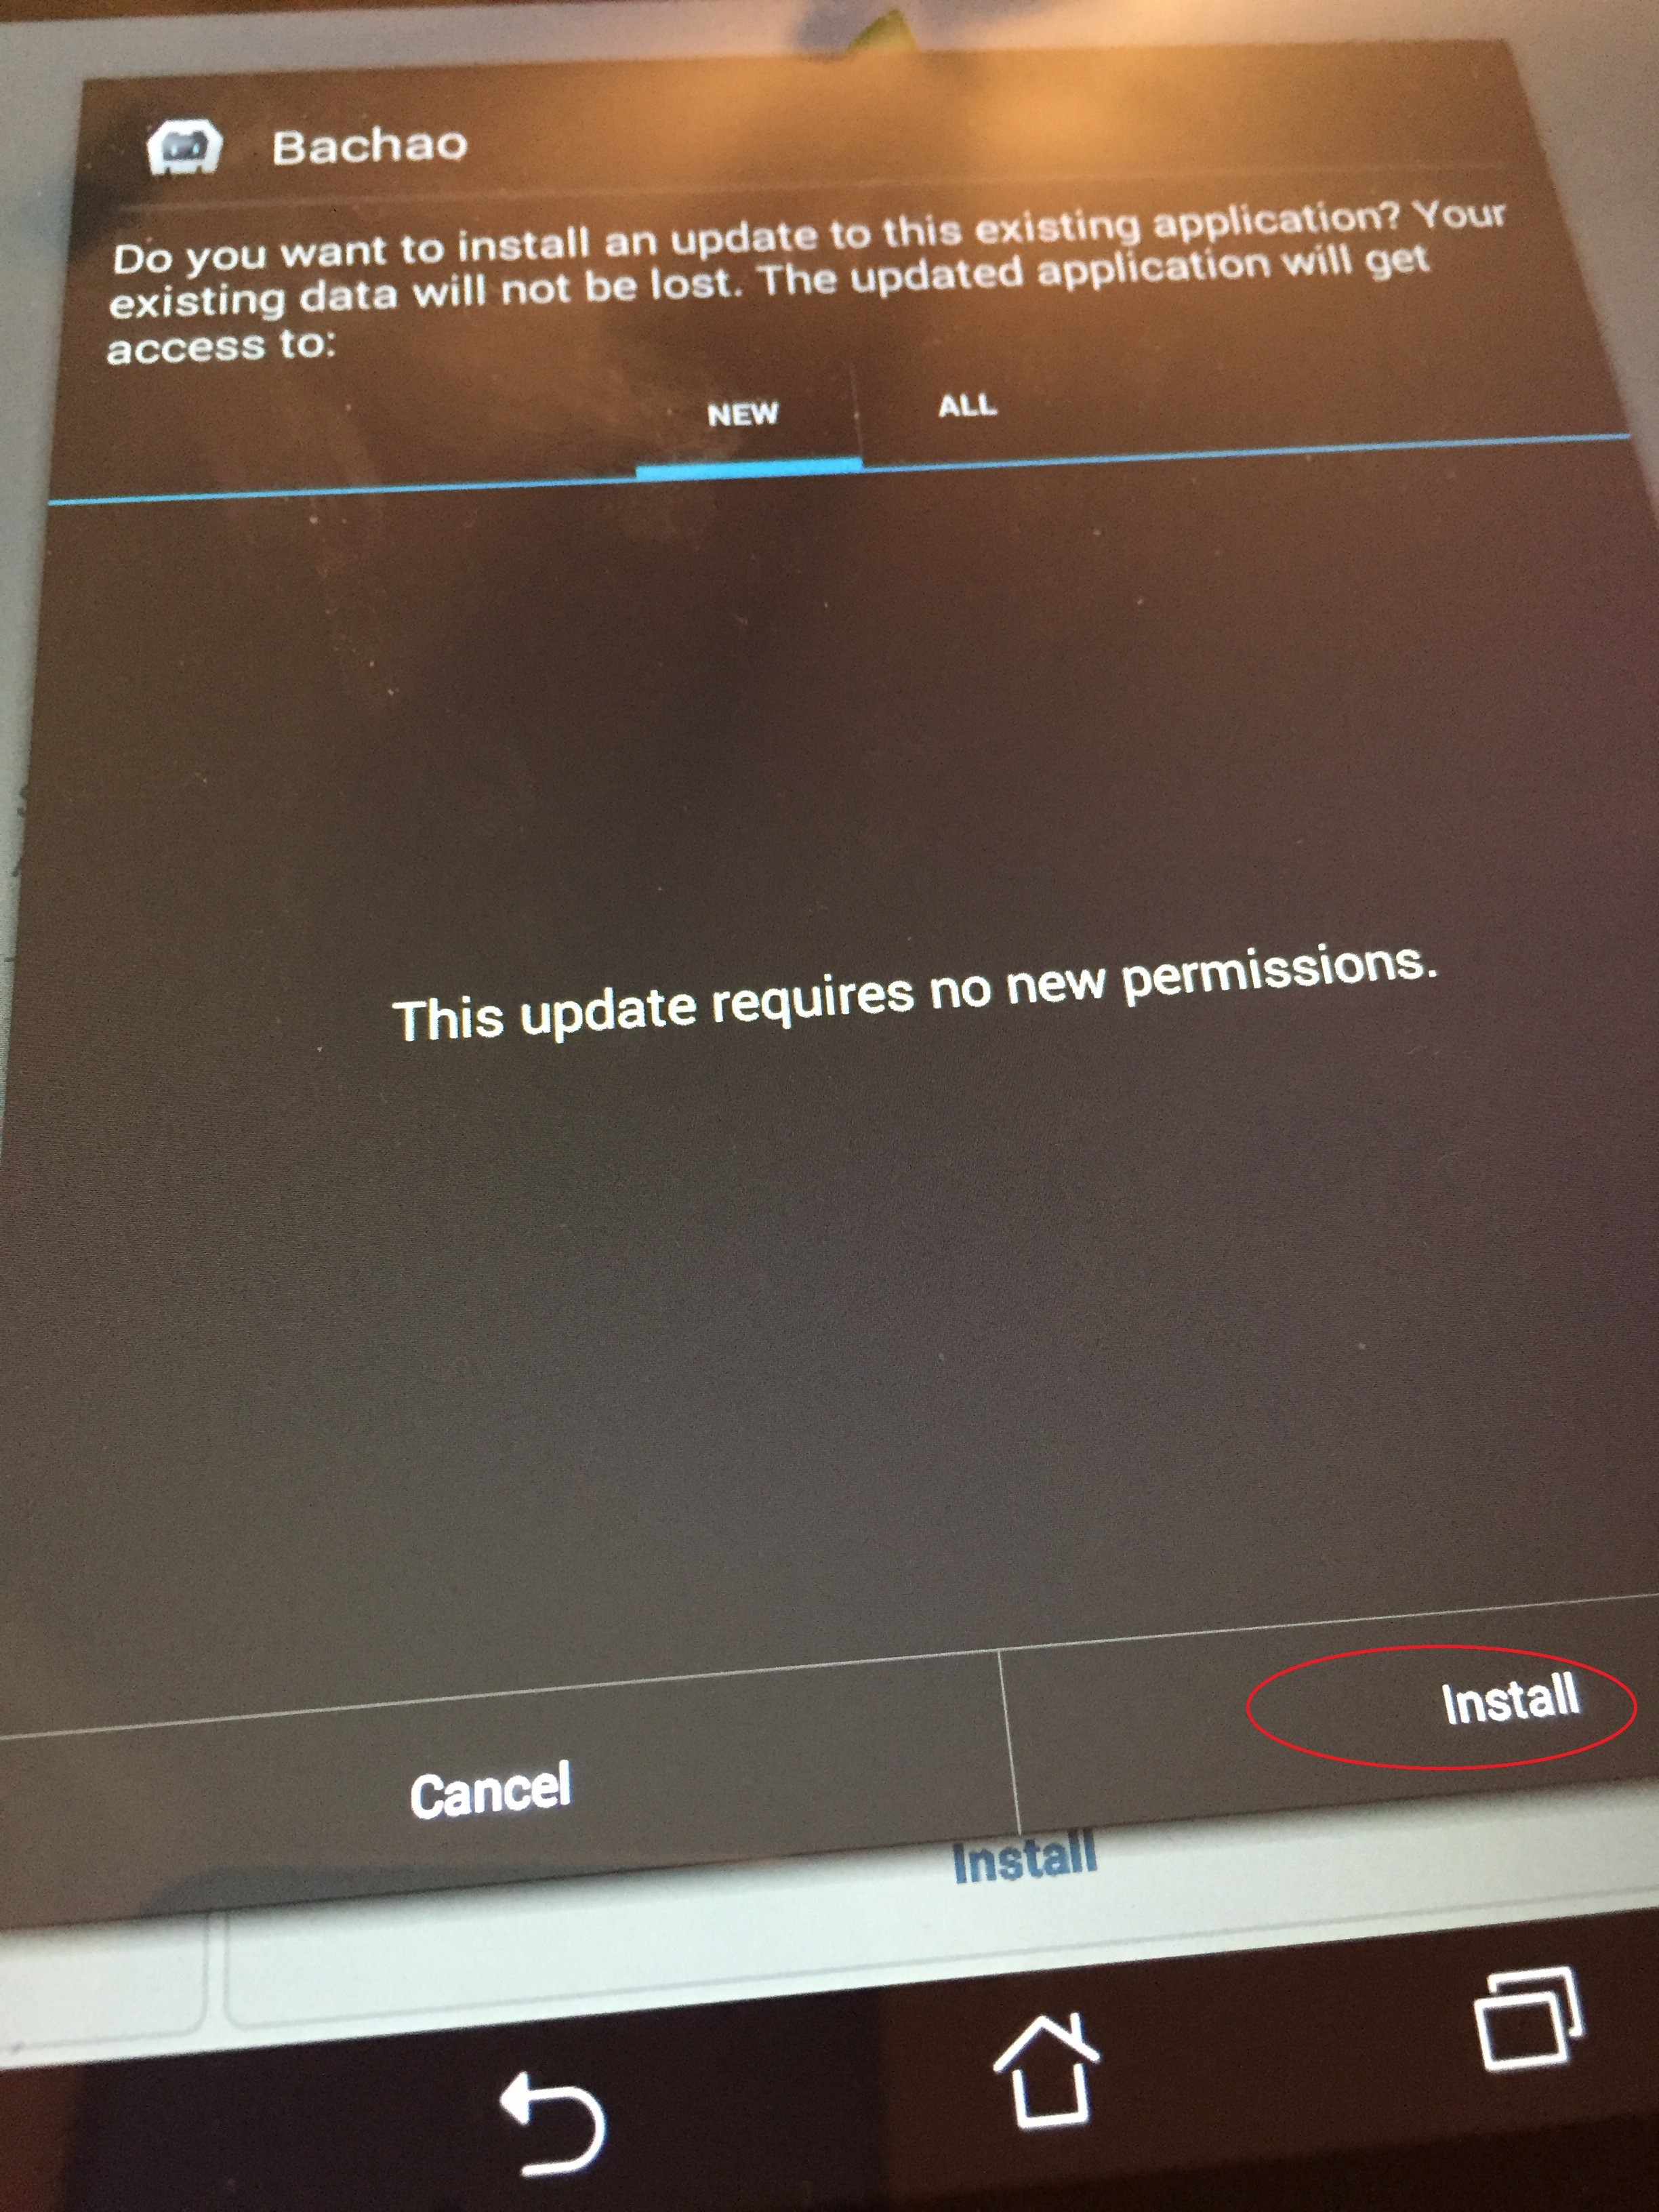 Bachao
Do you want to install an update to this existing application? Your
existing data will not be lost. The updated application will get
access to:
NEW
ALL
This update requires no new permissions.
Cancel
Install
Install